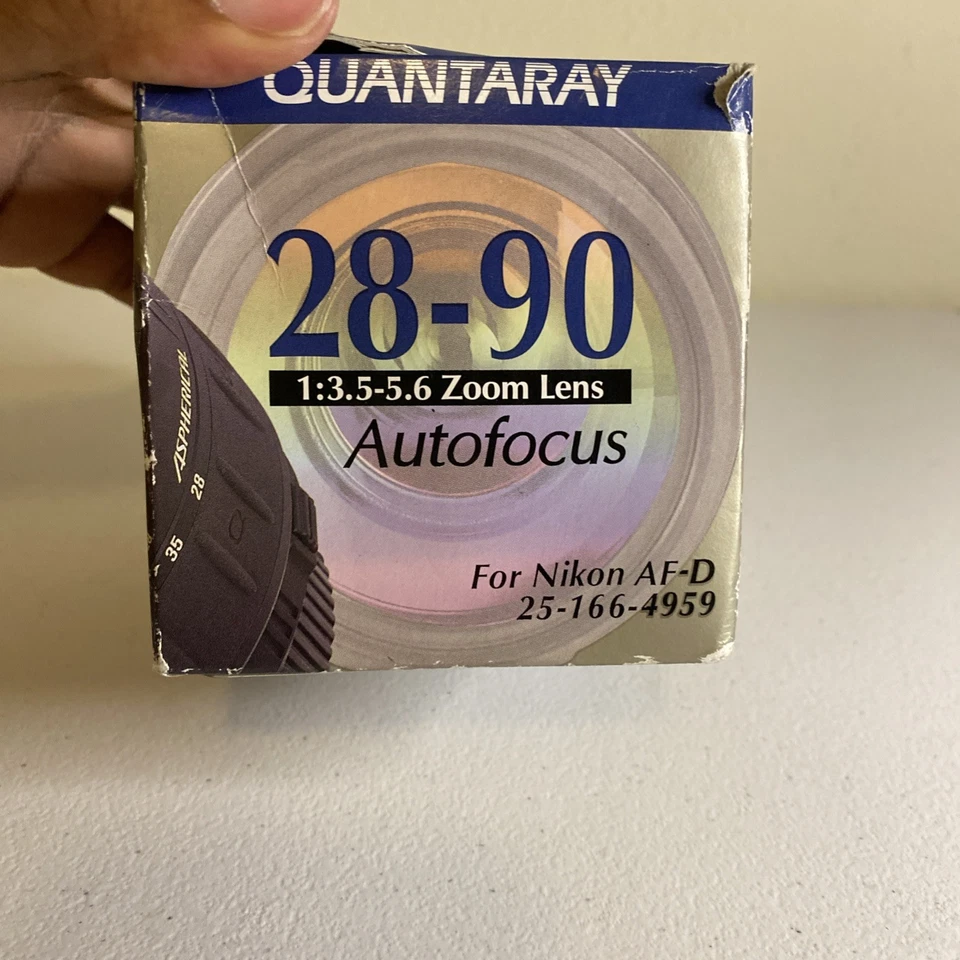 QUANTARAY
28-90
1:3.5-5.6 Zoom Lens
Autofocus
ASPHERICAL
28
35
For Nikon AF-D
25-166-4959